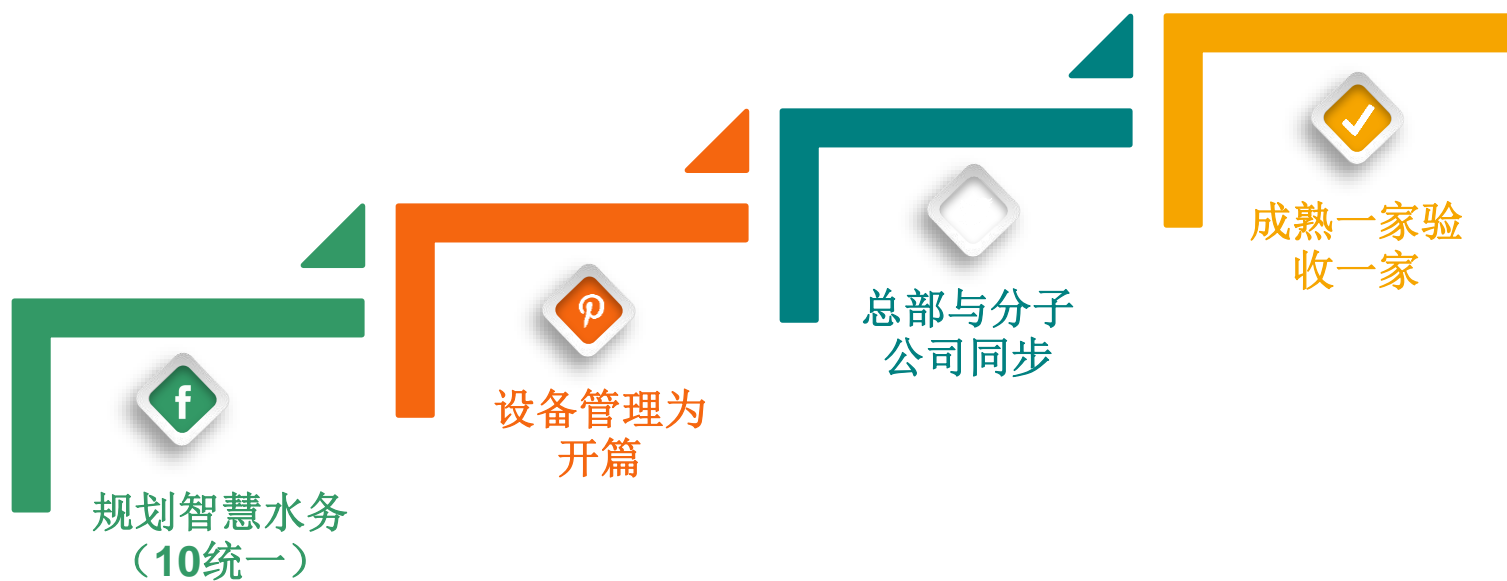 规划智慧水务
（10统一）
设备管理为
开篇
总部与分子
公司同步
成熟一家验
收一家